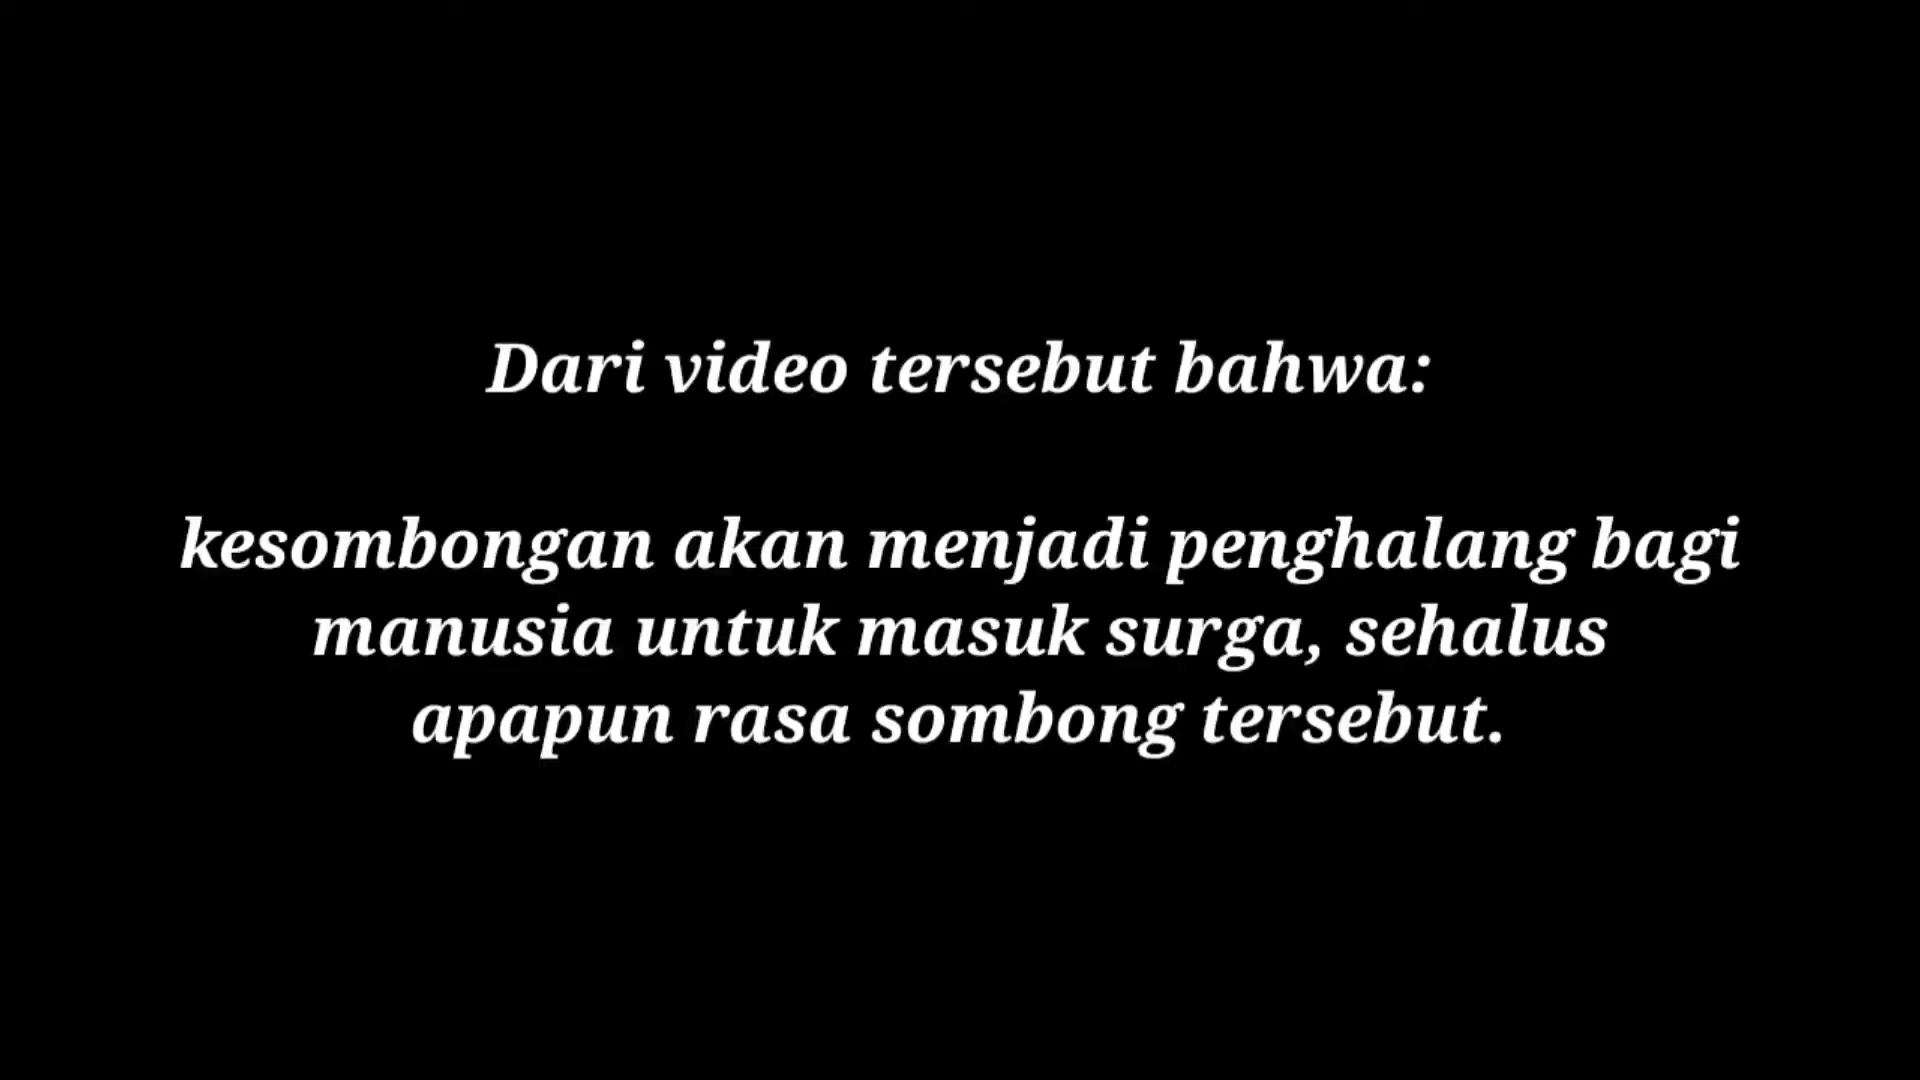 Dari video tersebut bahwa:
kesombongan akan menjadi penghalang bagi
manusia untuk masuk surga, sehalus
apapun rasa sombong tersebut.